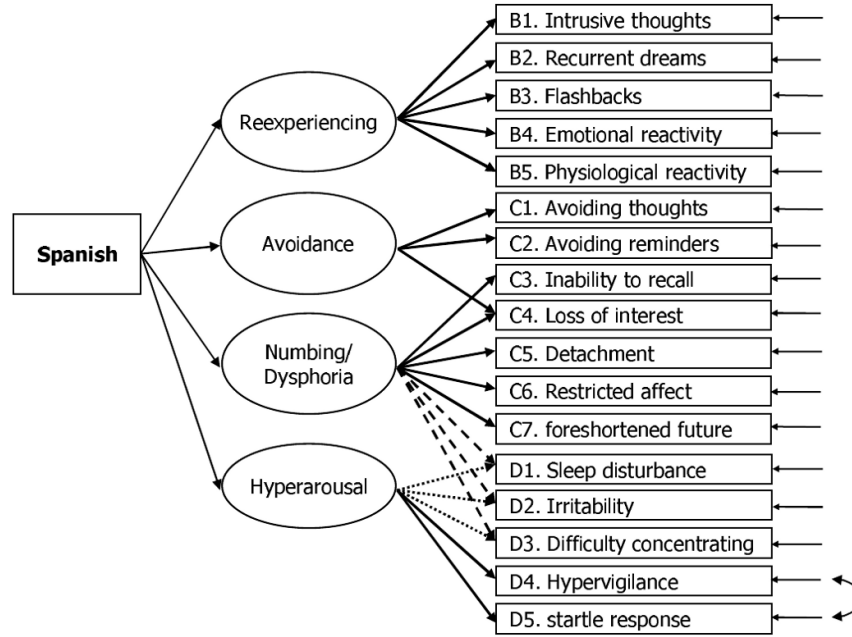 B1. Intrusive thoughts
B2. Recurrent dreams
B3. Flashbacks
B4. Emotional reactivity
B5. Physiological reactivity
C1. Avoiding thoughts
C2. Avoiding reminders
C3. Inability to recall
C4. Loss of interest
C5. Detachment
C6. Restricted affect
C7. foreshortened future
D1. Sleep disturbance
D2. Irritability
D3. Difficulty concentrating
D4. Hypervigilance
D5. startle response
Reexperiencing
Avoidance
Numbing/
Dysphoria
Hyperarousal
Spanish